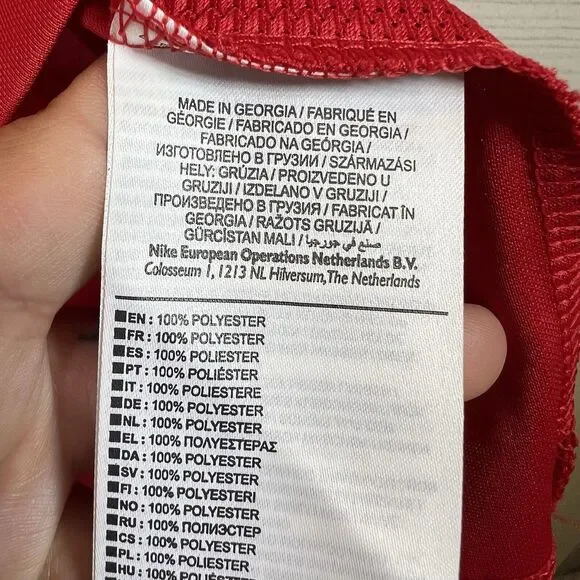 MADE IN GEORGIA / FABRIQUÉ EN
GÉORGIE / FABRICADO EN GEORGIA /
FABRICADO NA GEÓRGIA /
ИЗГОТОВЛЕНО В ГРУЗИИ / SZÁRMAZÁSI
HELY: GRÚZIA / PROIZVEDENO U
GRUZIJI / IZDELANO V GRUZIJI /
ПРОИЗВЕДЕНО В ГРУЗИЯ / FABRICAT ÎN
GEORGIA / RAŽOTS GRUZIJĀ /
GÜRCİSTAN MALI / صنع في جورجيا
Nike European Operations Netherlands B.V.
Colosseum 1, 1213 NL Hilversum, The Netherlands
EN : 100% POLYESTER
FR : 100% POLYESTER
ES : 100% POLIÉSTER
PT : 100% POLIÉSTER
IT : 100% POLIESTERE
DE : 100% POLYESTER
NL : 100% POLYESTER
EL : 100% ΠΟΛΥΕΣΤΕΡΑΣ
DA : 100% POLYESTER
SV : 100% POLYESTER
FI : 100% POLYESTERI
NO : 100% POLYESTER
RU : 100% ПОЛИЭСТЕР
CS : 100% POLYESTER
PL : 100% POLIESTER
HU : 100% POLIÉSZTER